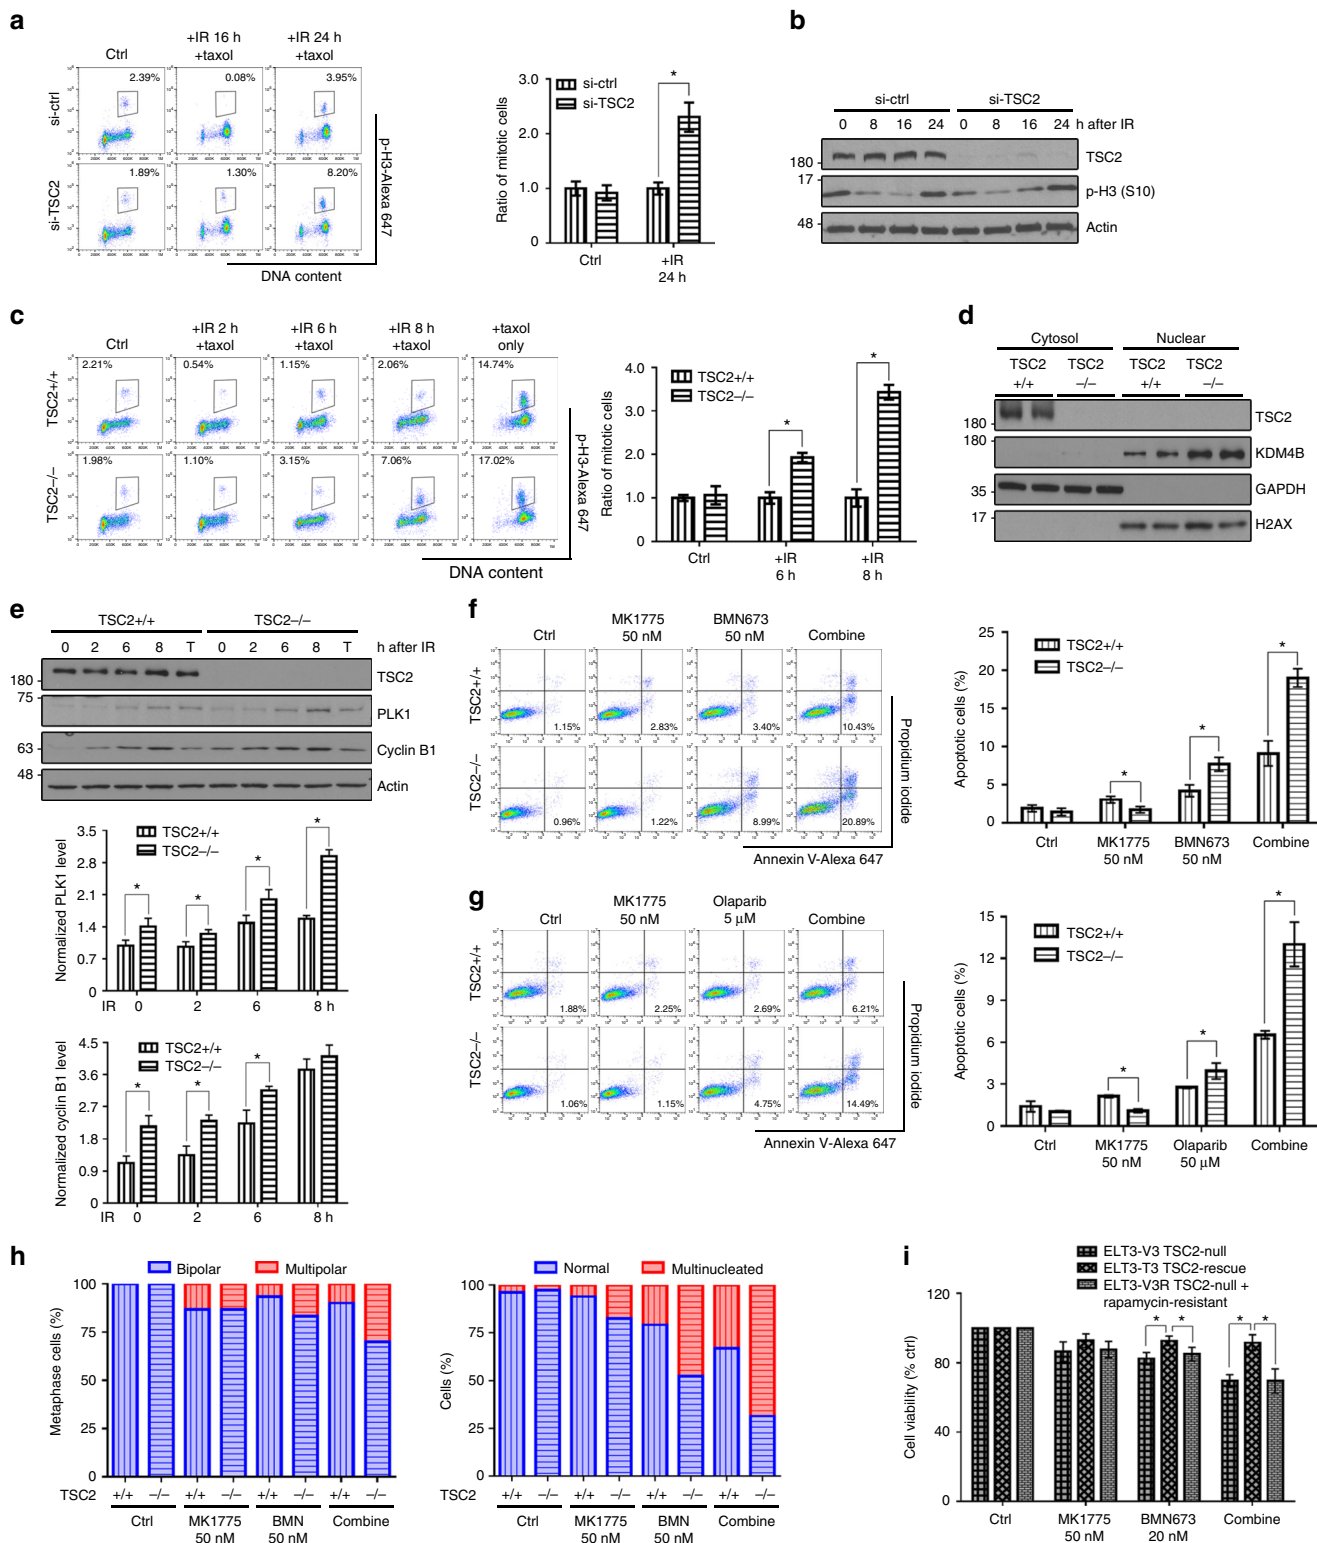 a
Ctrl
+IR 16 h
+taxol
+IR 24 h
+taxol
si-ctrl
2.39%
0.08%
3.95%
si-TSC2
1.89%
1.30%
8.20%
p-H3-Alexa 647
DNA content
Ratio of mitotic cells
3.0
2.0
1.0
0
si-ctrl
si-TSC2
*
Ctrl
+IR
24 h
b
si-ctrl
si-TSC2
0 8 16 24 0 8 16 24 h after IR
180
TSC2
17
p-H3 (S10)
48
Actin
c
Ctrl
+IR 2 h
+taxol
+IR 6 h
+taxol
+IR 8 h
+taxol
+taxol
only
TSC2+/+
2.21%
0.54%
1.15%
2.06%
14.74%
TSC2–/–
1.98%
1.10%
3.15%
7.06%
17.02%
p-H3-Alexa 647
DNA content
Ratio of mitotic cells
4.0
3.0
2.0
1.0
0
TSC2+/+
TSC2–/–
*
*
Ctrl
+IR
6 h
+IR
8 h
d
Cytosol
Nuclear
TSC2 TSC2 TSC2 TSC2
+/+ –/– +/+ –/–
180
TSC2
180
KDM4B
35
GAPDH
17
H2AX
e
TSC2+/+
TSC2–/–
0 2 6 8 T 0 2 6 8 T h after IR
180
TSC2
75
PLK1
63
Cyclin B1
48
Actin
Normalized PLK1 level
3.5
2.8
2.1
1.4
0.7
0
TSC2+/+
TSC2–/–
* * * *
IR 0 2 6 8 h
Normalized cyclin B1 level
4.5
3.6
2.7
1.8
0.9
0
TSC2+/+
TSC2–/–
* * *
IR 0 2 6 8 h
f
Ctrl
MK1775
50 nM
BMN673
50 nM
Combine
TSC2+/+
1.15%
2.83%
3.40%
10.43%
TSC2–/–
0.96%
1.22%
8.99%
20.89%
Propidium iodide
Annexin V-Alexa 647
Apoptotic cells (%)
25
20
15
10
5
0
TSC2+/+
TSC2–/–
* * *
Ctrl
MK1775
50 nM
BMN673
50 nM
Combine
g
Ctrl
MK1775
50 nM
Olaparib
5 μM
Combine
TSC2+/+
1.88%
2.25%
2.69%
6.21%
TSC2–/–
1.06%
1.15%
4.75%
14.49%
Propidium iodide
Annexin V-Alexa 647
Apoptotic cells (%)
15
12
9
6
3
0
TSC2+/+
TSC2–/–
* * *
Ctrl
MK1775
50 nM
Olaparib
50 μM
Combine
h
Bipolar
Multipolar
Metaphase cells (%)
100
75
50
25
0
TSC2 +/+ –/– +/+ –/– +/+ –/– +/+ –/–
Ctrl
MK1775
50 nM
BMN
50 nM
Combine
Normal
Multinucleated
Cells (%)
100
75
50
25
0
TSC2 +/+ –/– +/+ –/– +/+ –/– +/+ –/–
Ctrl
MK1775
50 nM
BMN
50 nM
Combine
i
ELT3-V3 TSC2-null
ELT3-T3 TSC2-rescue
ELT3-V3R TSC2-null +
rapamycin-resistant
Cell viability (% ctrl)
120
80
40
0
* * * *
Ctrl
MK1775
50 nM
BMN673
20 nM
Combine